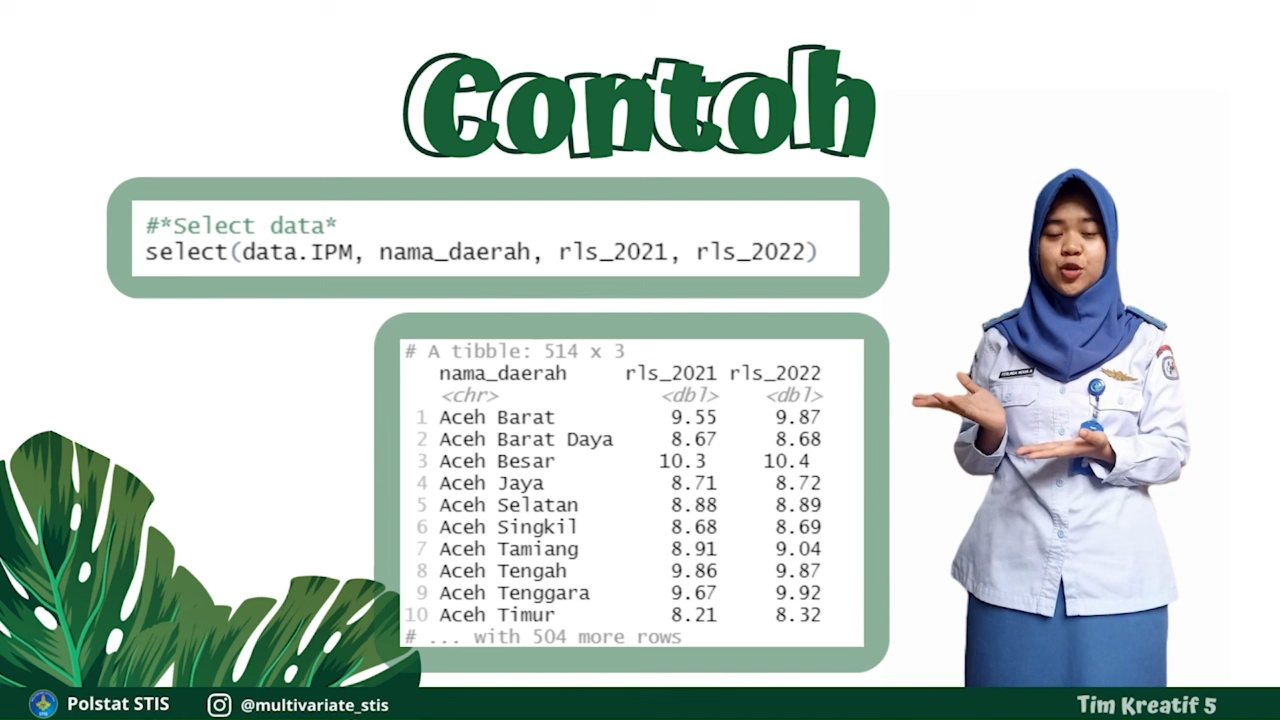 Contoh
#*Select data*
select(data.IPM, nama_daerah, rls_2021, rls_2022)
# A tibble: 514 x 3
nama_daerah rls_2021 rls_2022
<chr> <dbl> <dbl>
1 Aceh Barat 9.55 9.87
2 Aceh Barat Daya 8.67 8.68
3 Aceh Besar 10.3 10.4
4 Aceh Jaya 8.71 8.72
5 Aceh Selatan 8.88 8.89
6 Aceh Singkil 8.68 8.69
7 Aceh Tamiang 8.91 9.04
8 Aceh Tengah 9.86 9.87
9 Aceh Tenggara 9.67 9.92
10 Aceh Timur 8.21 8.32
# ... with 504 more rows
Polstat STIS
@multivariate_stis
Tim Kreatif 5